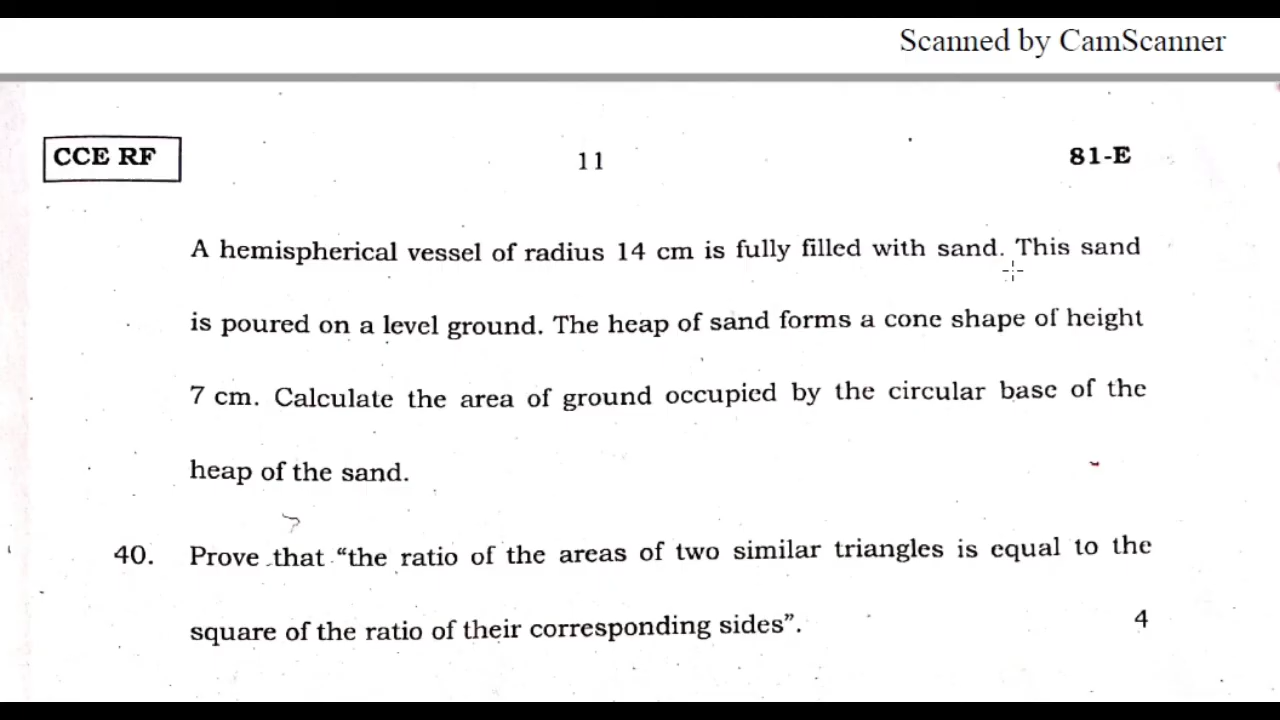 Scanned by CamScanner
CCE RF
11
81-E
A hemispherical vessel of radius 14 cm is fully filled with sand. This sand
is poured on a level ground. The heap of sand forms a cone shape of height
7 cm. Calculate the area of ground occupied by the circular base of the
heap of the sand.
40. Prove that “the ratio of the areas of two similar triangles is equal to the
square of the ratio of their corresponding sides”. 4